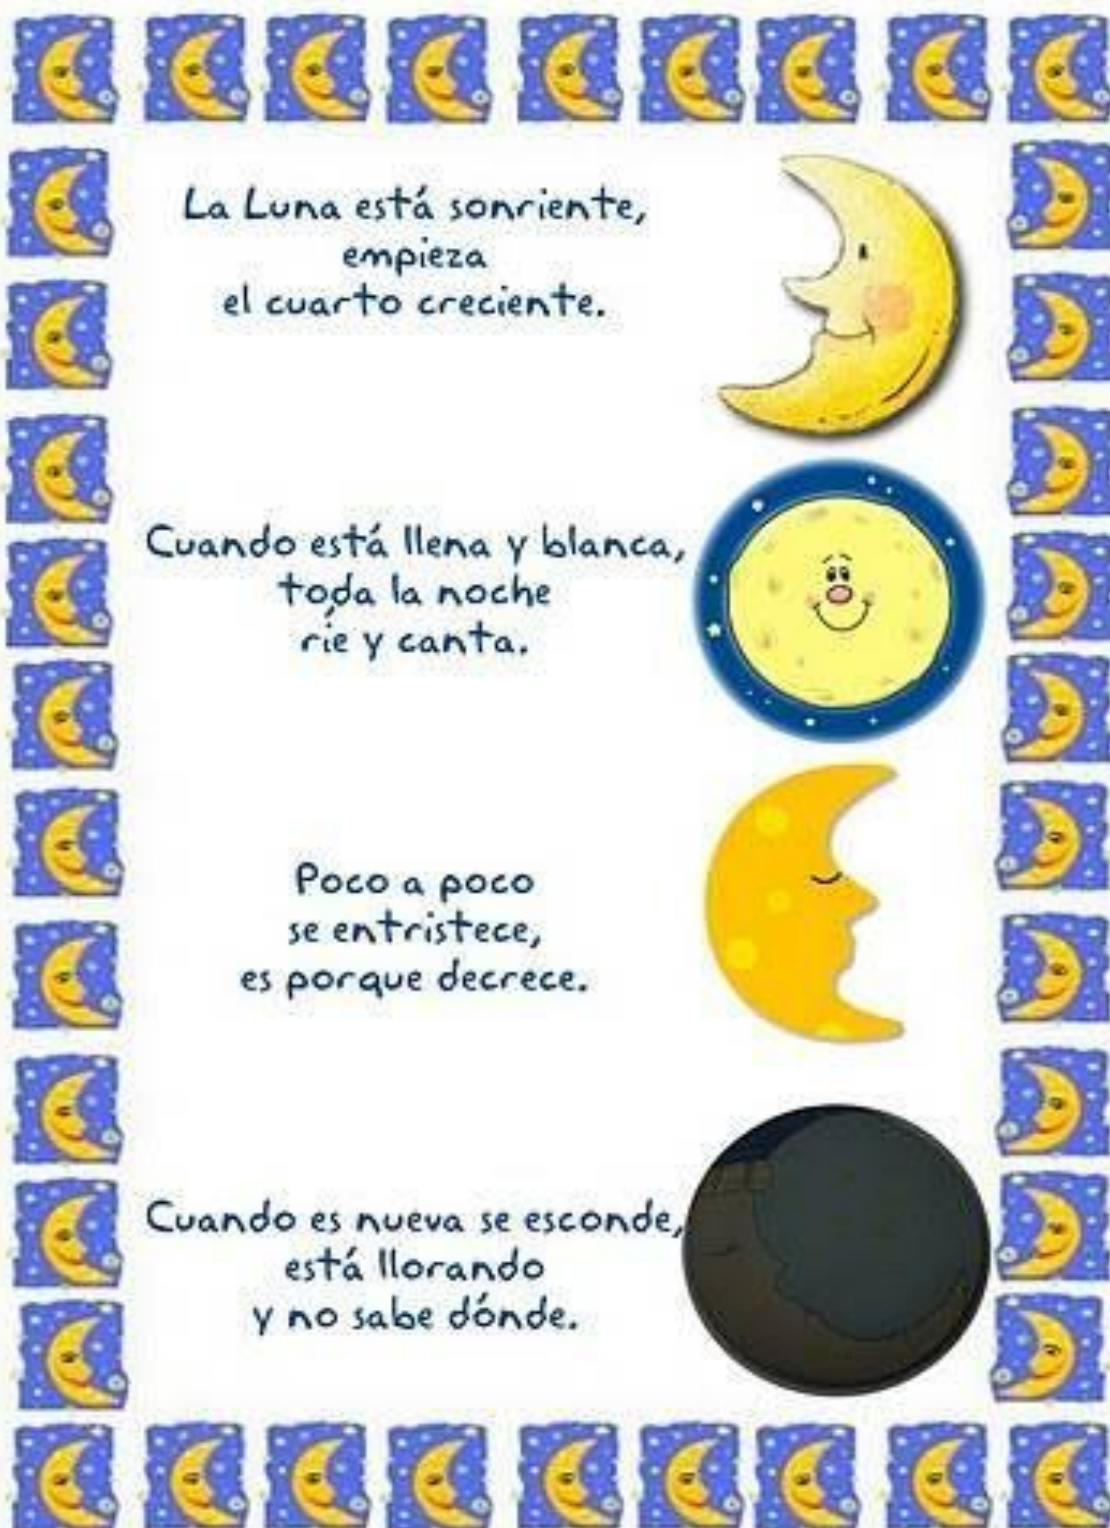 La Luna está sonriente,
empieza
el cuarto creciente.
Cuando está llena y blanca,
toda la noche
ríe y canta.
Poco a poco
se entristece,
es porque decrece.
Cuando es nueva se esconde,
está llorando
y no sabe dónde.